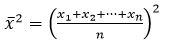 x̄² = ((x₁+x₂+⋯+xₙ)/n)²